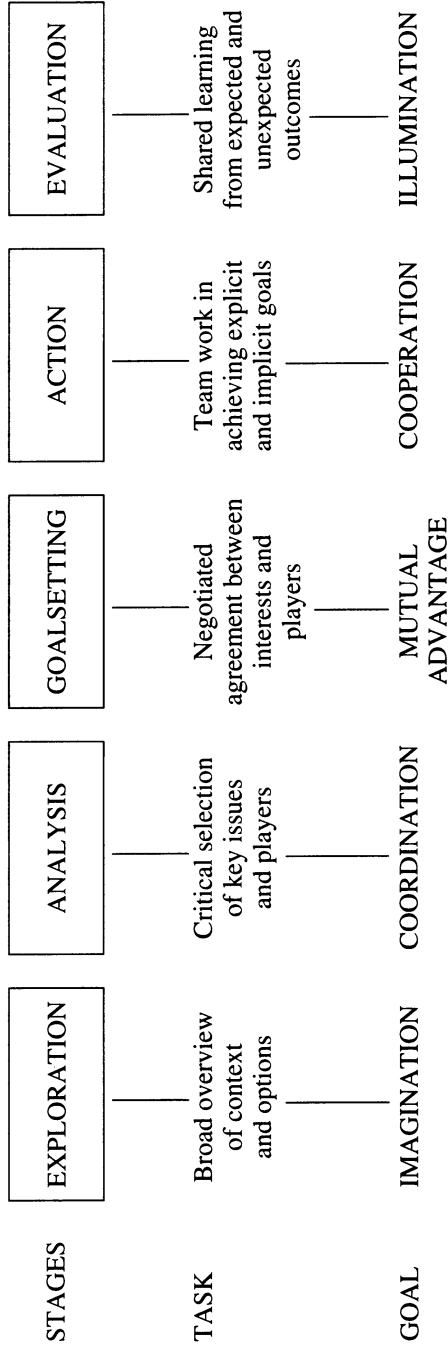 STAGES
EXPLORATION
ANALYSIS
GOALSETTING
ACTION
EVALUATION
TASK
Broad overview
of context
and options
Critical selection
of key issues
and players
Negotiated
agreement between
interests and
players
Team work in
achieving explicit
and implicit goals
Shared learning
from expected and
unexpected
outcomes
GOAL
IMAGINATION
COORDINATION
MUTUAL
ADVANTAGE
COOPERATION
ILLUMINATION